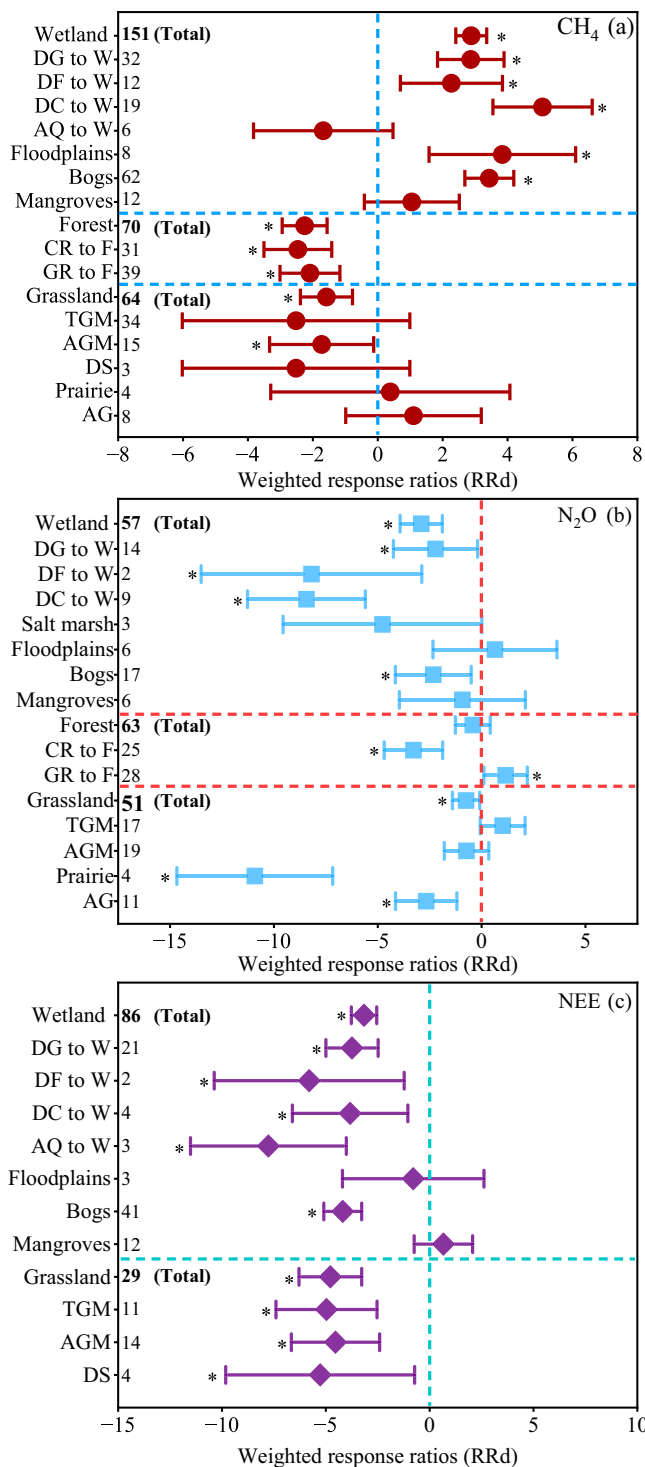 CH₄ (a)
Wetland 151 (Total) *
DG to W 32 *
DF to W 12 *
DC to W 19 *
AQ to W 6
Floodplains 8 *
Bogs 62 *
Mangroves 12
Forest 70 (Total) *
CR to F 31 *
GR to F 39 *
Grassland 64 (Total) *
TGM 34
AGM 15 *
DS 3
Prairie 4
AG 8
−8 −6 −4 −2 0 2 4 6 8
Weighted response ratios (RRd)
N₂O (b)
Wetland 57 (Total) *
DG to W 14 *
DF to W 2 *
DC to W 9 *
Salt marsh 3
Floodplains 6
Bogs 17 *
Mangroves 6
Forest 63 (Total)
CR to F 25 *
GR to F 28 *
Grassland 51 (Total) *
TGM 17
AGM 19
Prairie 4 *
AG 11 *
−15 −10 −5 0 5
Weighted response ratios (RRd)
NEE (c)
Wetland 86 (Total) *
DG to W 21 *
DF to W 2 *
DC to W 4 *
AQ to W 3 *
Floodplains 3
Bogs 41 *
Mangroves 12
Grassland 29 (Total) *
TGM 11 *
AGM 14 *
DS 4 *
−15 −10 −5 0 5 10
Weighted response ratios (RRd)